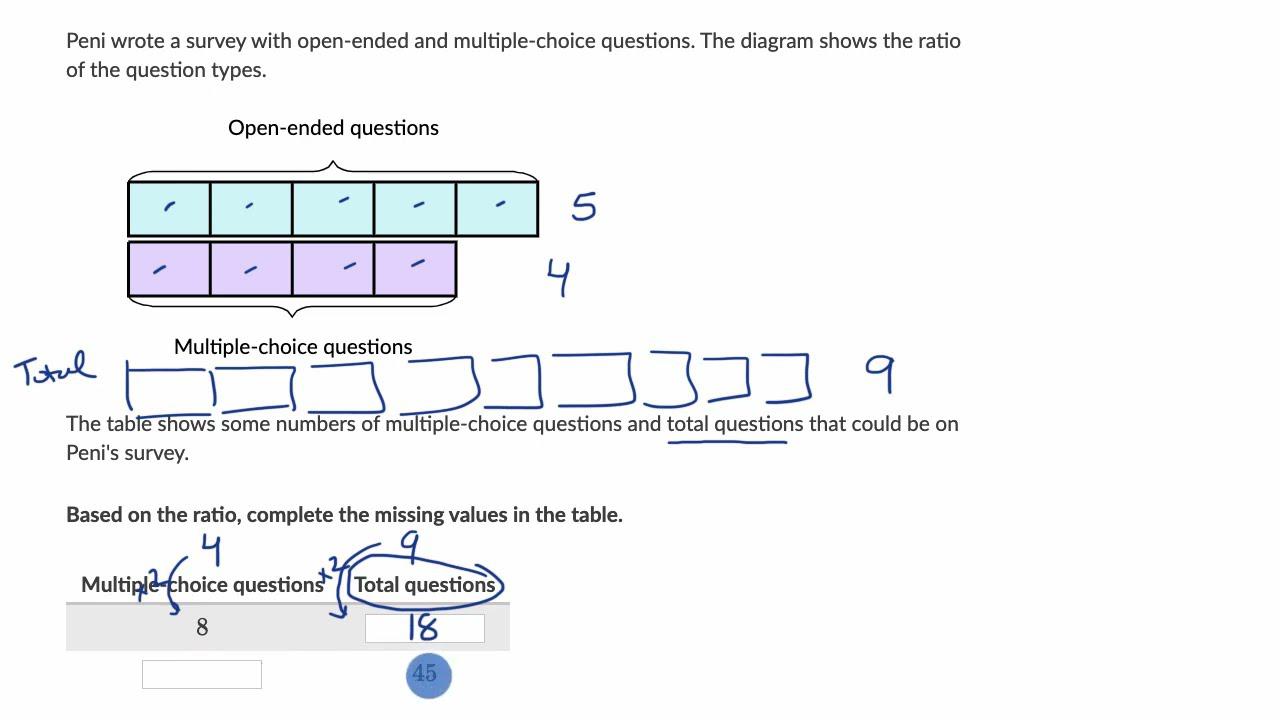 Peni wrote a survey with open-ended and multiple-choice questions. The diagram shows the ratio
of the question types.
Open-ended questions
5
4
Multiple-choice questions
Total
9
The table shows some numbers of multiple-choice questions and total questions that could be on
Peni's survey.
Based on the ratio, complete the missing values in the table.
4 9
×2 ×2
Multiple-choice questions Total questions
8 18
45